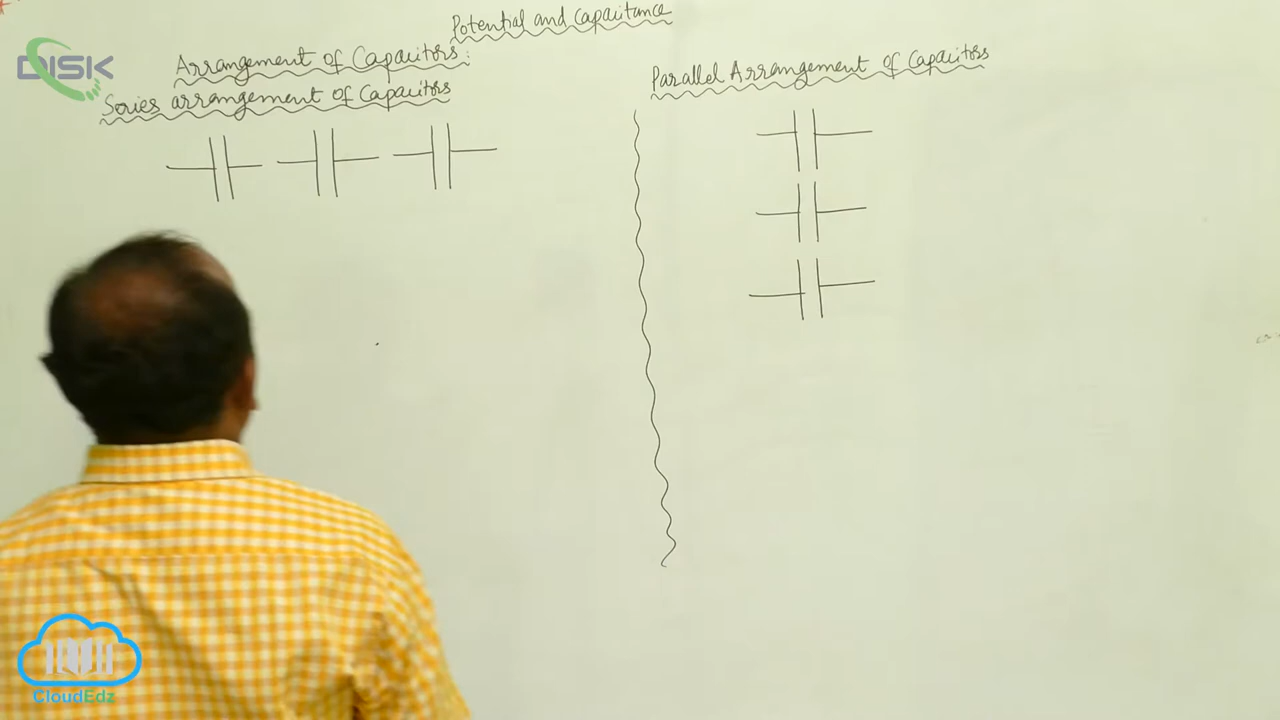 Potential and Capacitance
Arrangement of Capacitors:
Series arrangement of Capacitors
Parallel Arrangement of Capacitors
DISK
CloudEdz